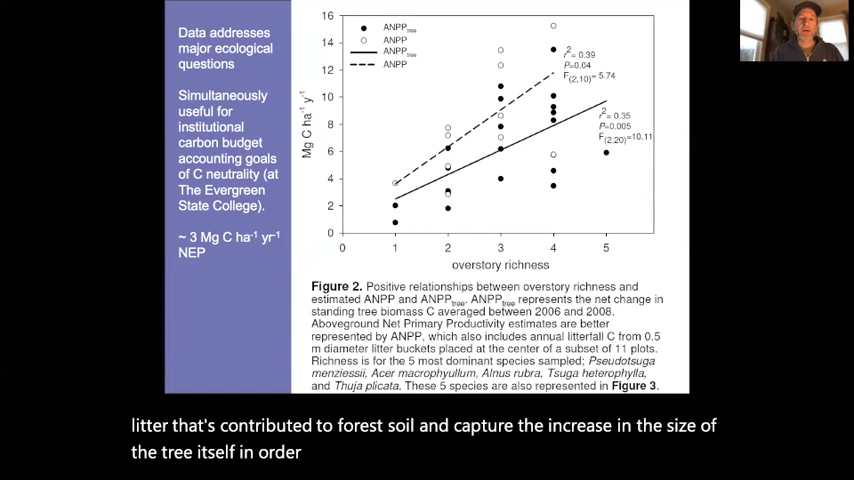 Data addresses
major ecological
questions
Simultaneously
useful for
institutional
carbon budget
accounting goals
of C neutrality (at
The Evergreen
State College).
~ 3 Mg C ha-1 yr-1
NEP
16
14
12
10
8
6
4
2
0
Mg C ha-1 y-1
ANPPtree
ANPP
ANPPtree
ANPP
r2 = 0.39
P=0.04
F(2,10)= 5.74
r2 = 0.35
P=0.005
F(2,20)=10.11
0 1 2 3 4 5
overstory richness
Figure 2. Positive relationships between overstory richness and
estimated ANPP and ANPPtree. ANPPtree represents the net change in
standing tree biomass C averaged between 2006 and 2008.
Aboveground Net Primary Productivity estimates are better
represented by ANPP, which also includes annual litterfall C from 0.5
m diameter litter buckets placed at the center of a subset of 11 plots.
Richness is for the 5 most dominant species sampled; Pseudotsuga
menziessii, Acer macrophyllum, Alnus rubra, Tsuga heterophylla,
and Thuja plicata. These 5 species are also represented in Figure 3.
litter that's contributed to forest soil and capture the increase in the size of
the tree itself in order